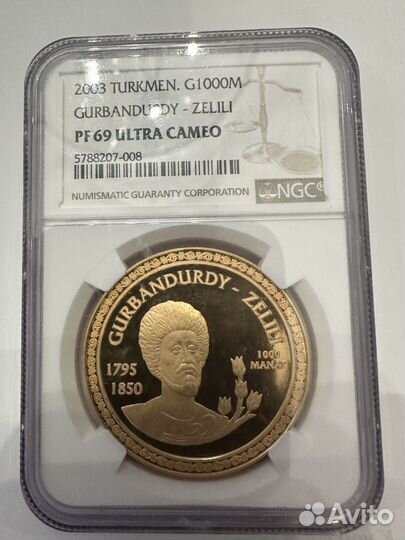 2003 TURKMEN. G1000M
GURBANDURDY - ZELILI
PF 69 ULTRA CAMEO
5788207-008
NUMISMATIC GUARANTY CORPORATION
NGC®
GURBANDURDY - ZELILI
1795
1850
1000
MANAT
Avito